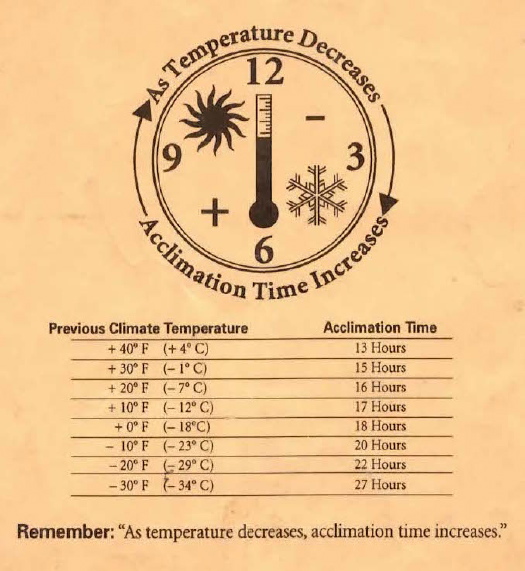 As Temperature Decreases
12
–
9
3
+
6
Acclimation Time Increases
Previous Climate Temperature Acclimation Time
+ 40° F (+ 4° C) 13 Hours
+ 30° F (– 1° C) 15 Hours
+ 20° F (– 7° C) 16 Hours
+ 10° F (– 12° C) 17 Hours
+ 0° F (– 18°C) 18 Hours
– 10° F (– 23° C) 20 Hours
– 20° F (– 29° C) 22 Hours
– 30° F (– 34° C) 27 Hours
Remember: “As temperature decreases, acclimation time increases.”